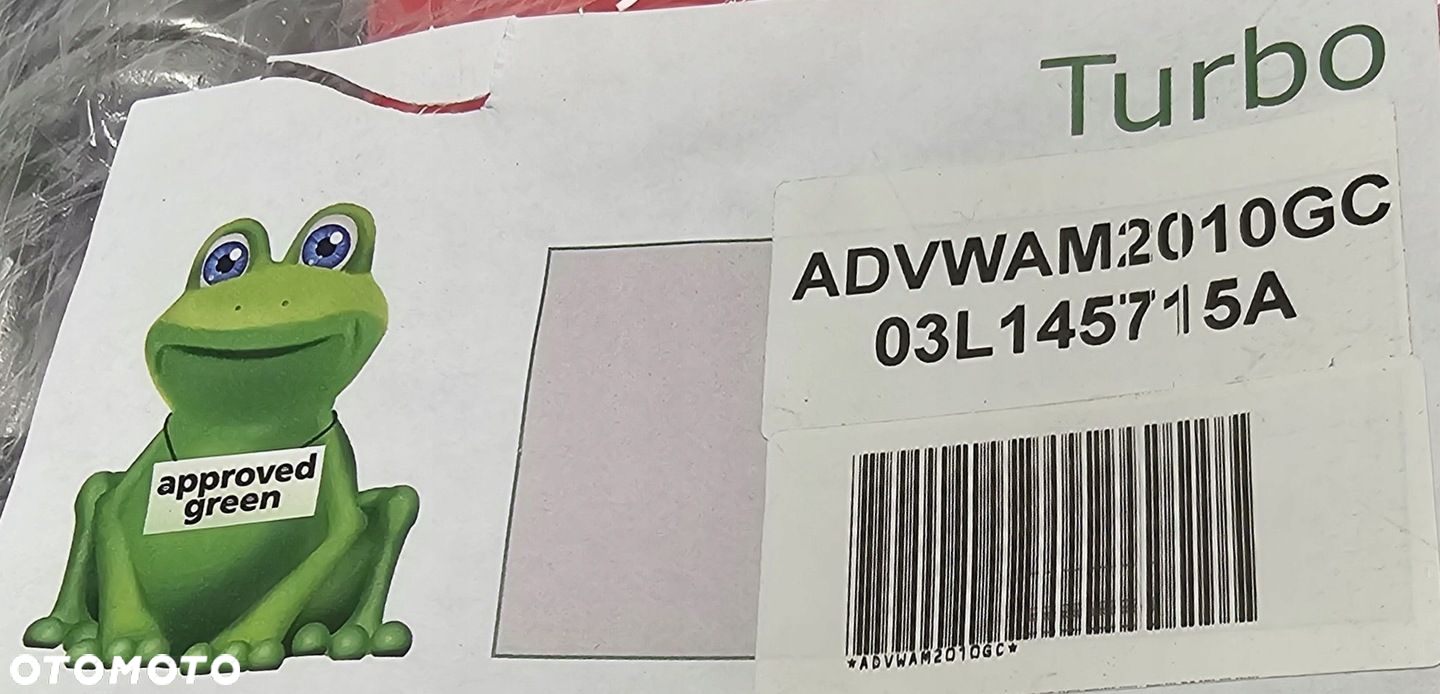 Turbo
ADVWAM2010GC
03L145715A
approved
green
*ADVWAM2010GC*
OTOMOTO